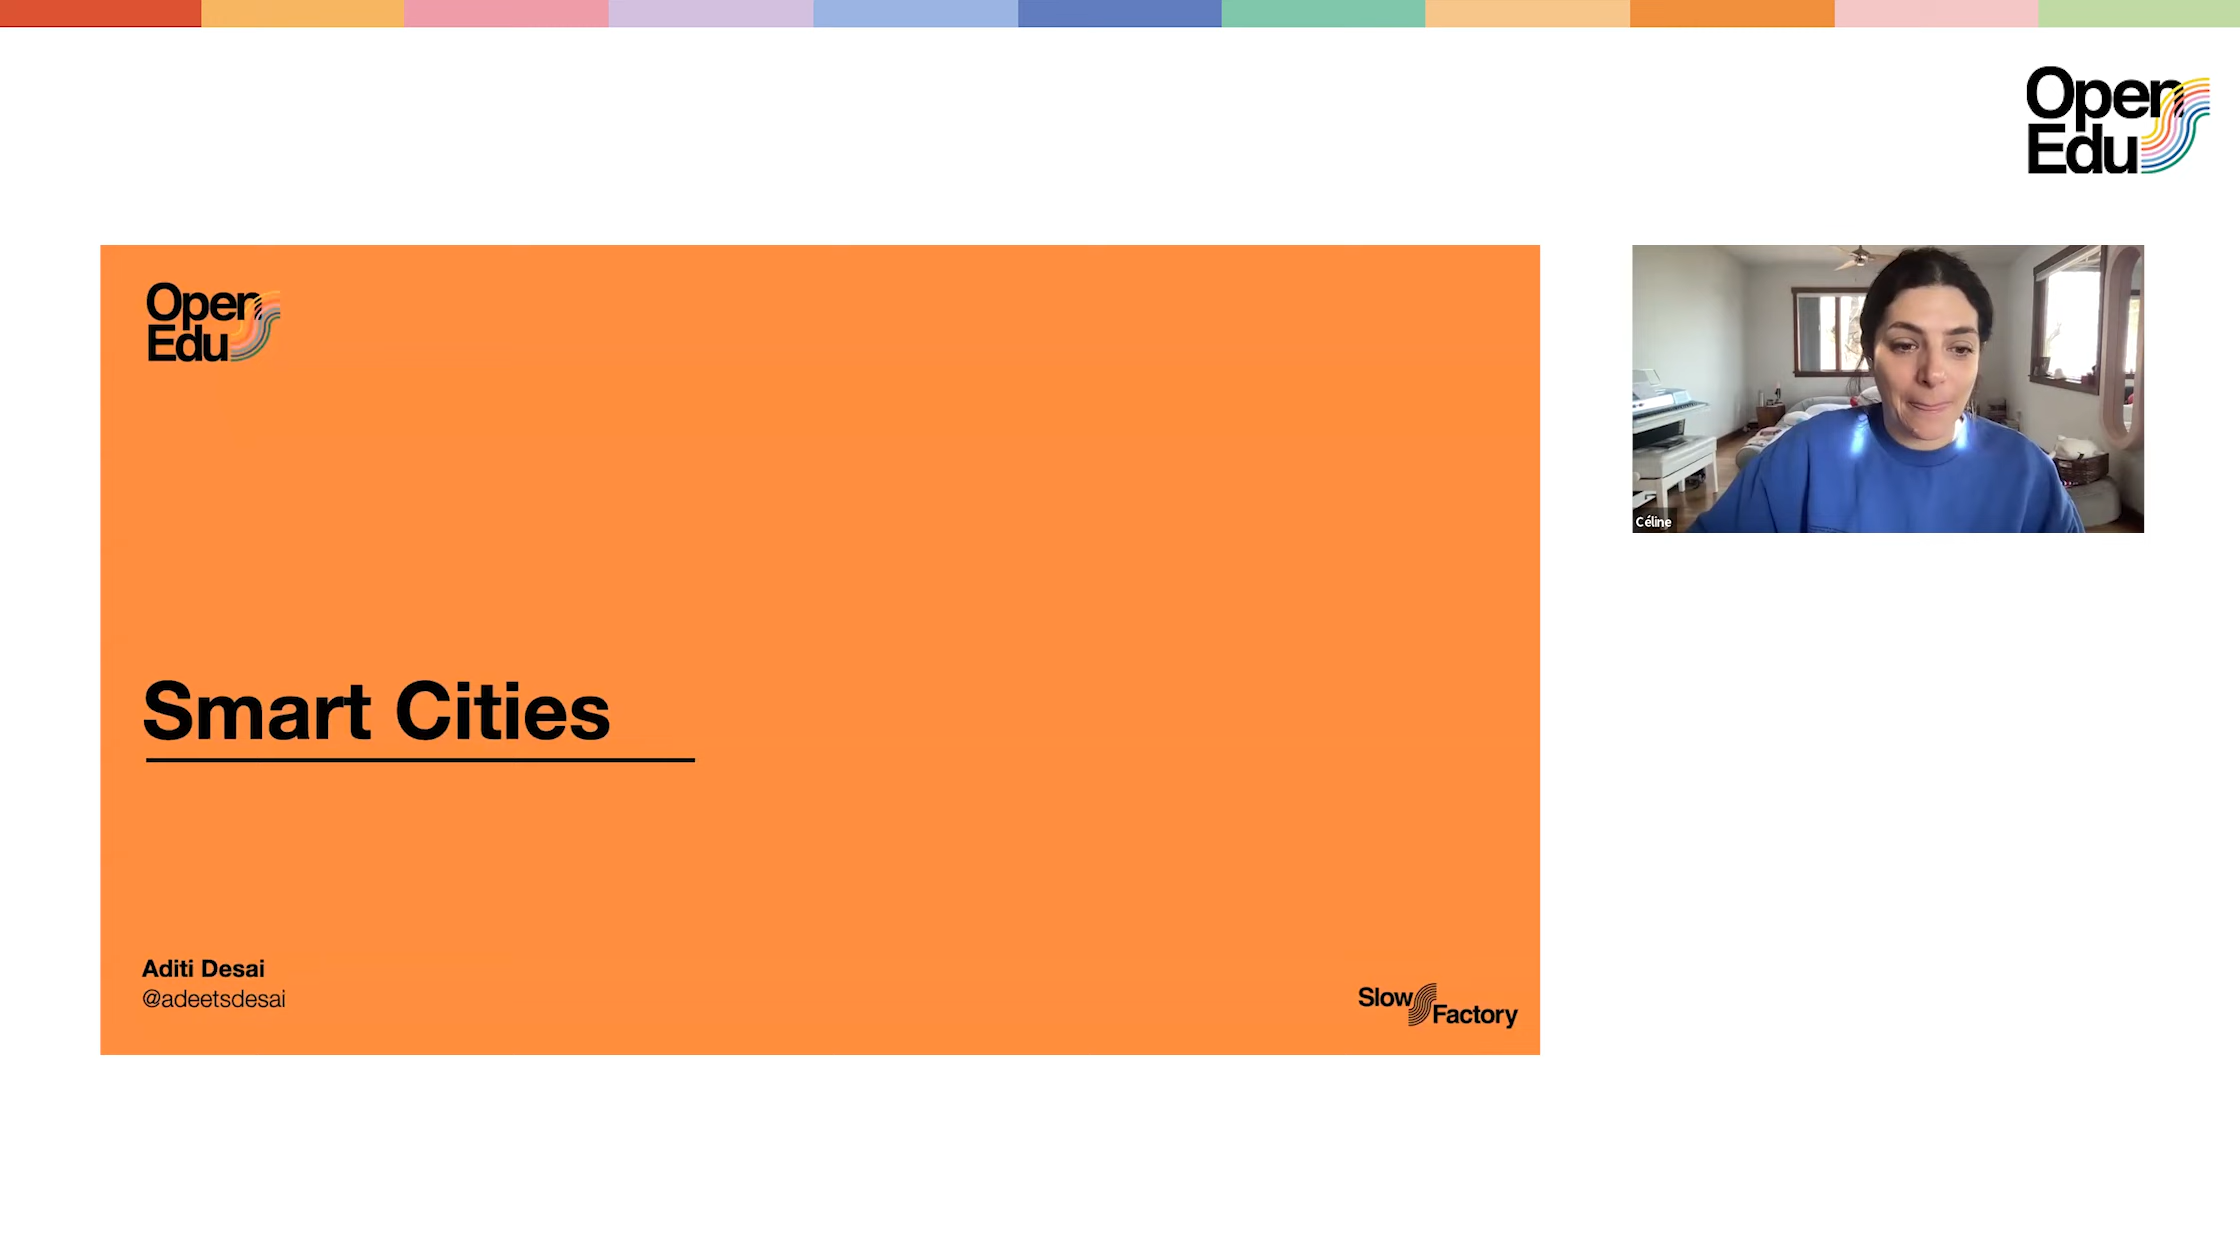 Open
Edu
Open
Edu
Smart Cities
Aditi Desai
@adeetsdesai
Slow
Factory
Céline